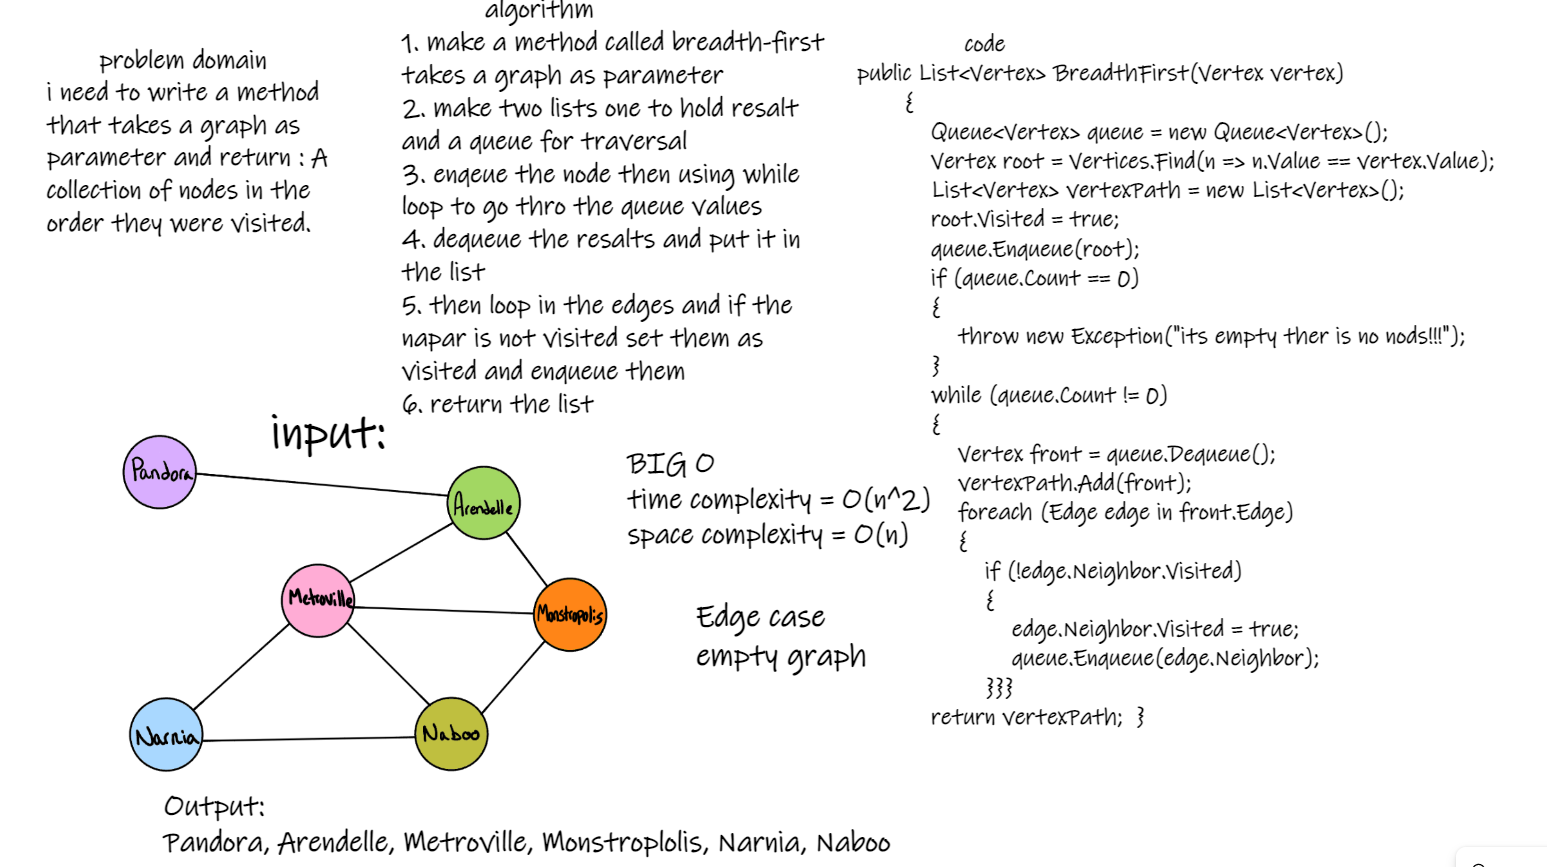 problem domain
i need to write a method
that takes a graph as
parameter and return : A
collection of nodes in the
order they were visited.
algorithm
1. make a method called breadth-first
takes a graph as parameter
2. make two lists one to hold resalt
and a queue for traversal
3. enqeue the node then using while
loop to go thro the queue values
4. dequeue the resalts and put it in
the list
5. then loop in the edges and if the
napar is not visited set them as
visited and enqueue them
6. return the list
code
public List<Vertex> BreadthFirst(Vertex vertex)
{
Queue<Vertex> queue = new Queue<Vertex>();
Vertex root = Vertices.Find(n => n.Value == vertex.Value);
List<Vertex> vertexPath = new List<Vertex>();
root.Visited = true;
queue.Enqueue(root);
if (queue.Count == 0)
{
throw new Exception("its empty ther is no nods!!!");
}
while (queue.Count != 0)
{
Vertex front = queue.Dequeue();
vertexPath.Add(front);
foreach (Edge edge in front.Edge)
{
if (!edge.Neighbor.Visited)
{
edge.Neighbor.Visited = true;
queue.Enqueue(edge.Neighbor);
}}}
return vertexPath; }
input:
Pandora
Arendelle
Metroville
Monstropolis
Narnia
Naboo
BIG O
time complexity = O(n^2)
space complexity = O(n)
Edge case
empty graph
Output:
Pandora, Arendelle, Metroville, Monstroplolis, Narnia, Naboo